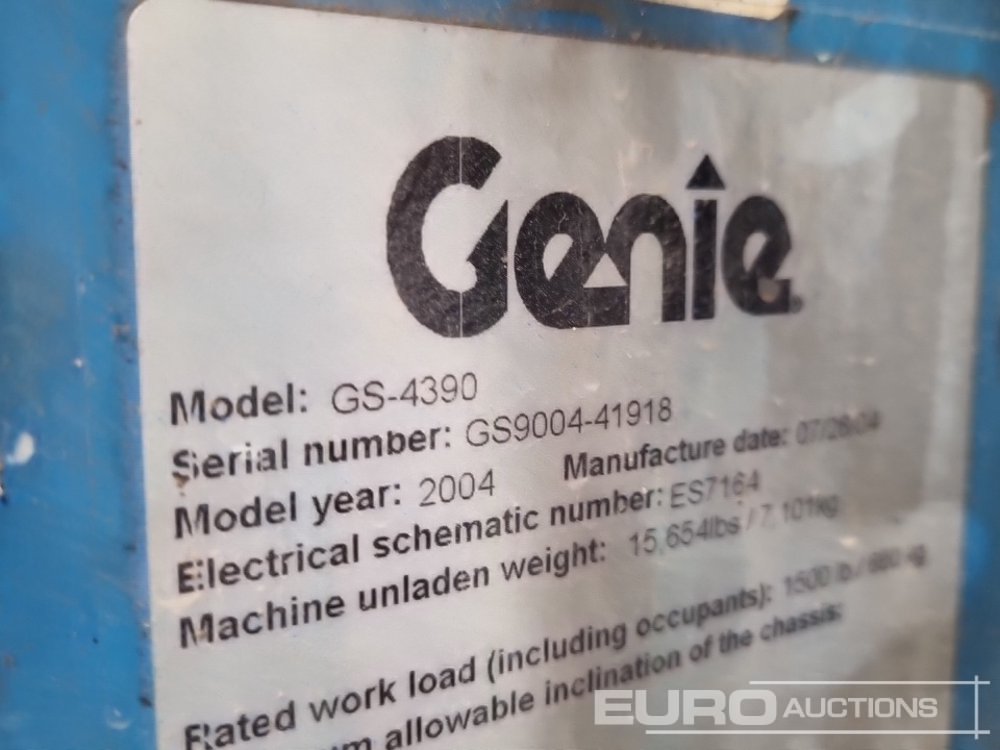 Genie
Model: GS-4390
Serial number: GS9004-41918
Model year: 2004 Manufacture date: 07/28/04
Electrical schematic number: ES7164
Machine unladen weight: 15,654lbs / 7,101kg
Rated work load (including occupants): 1500 lb / 680 kg
allowable inclination of the chassis:
EURO AUCTIONS